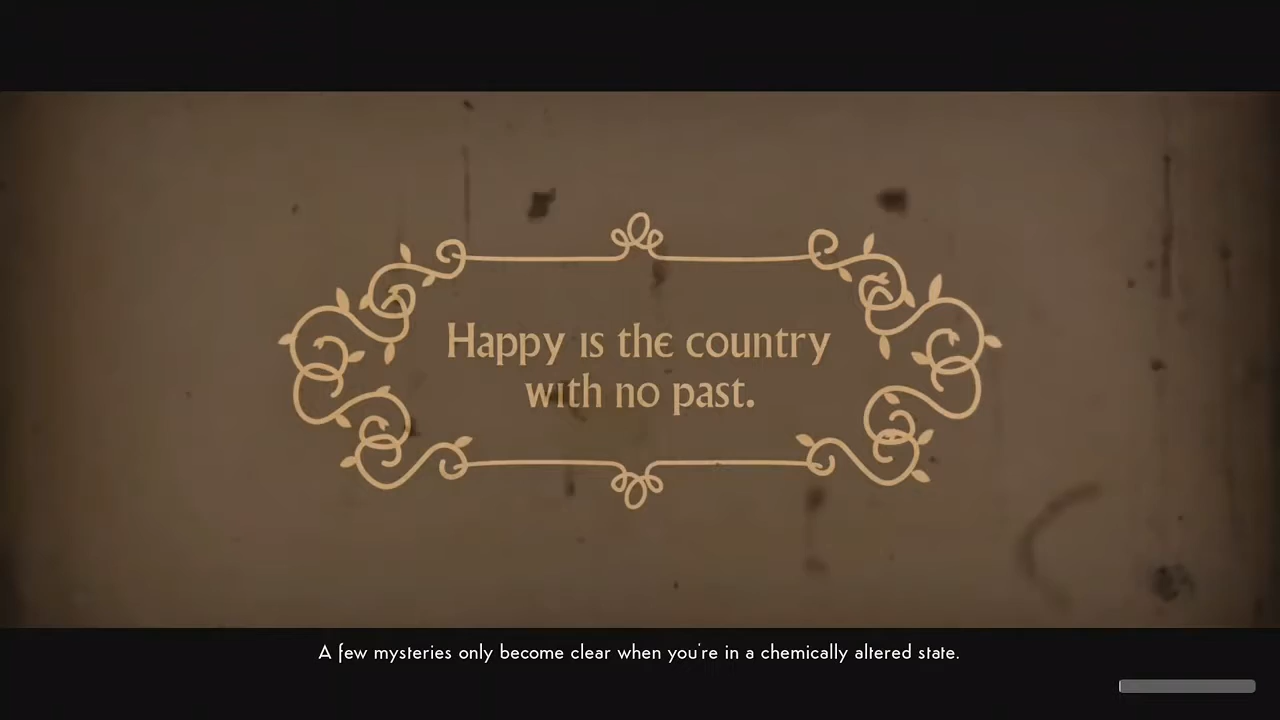 Happy is the country
with no past.
A few mysteries only become clear when you're in a chemically altered state.